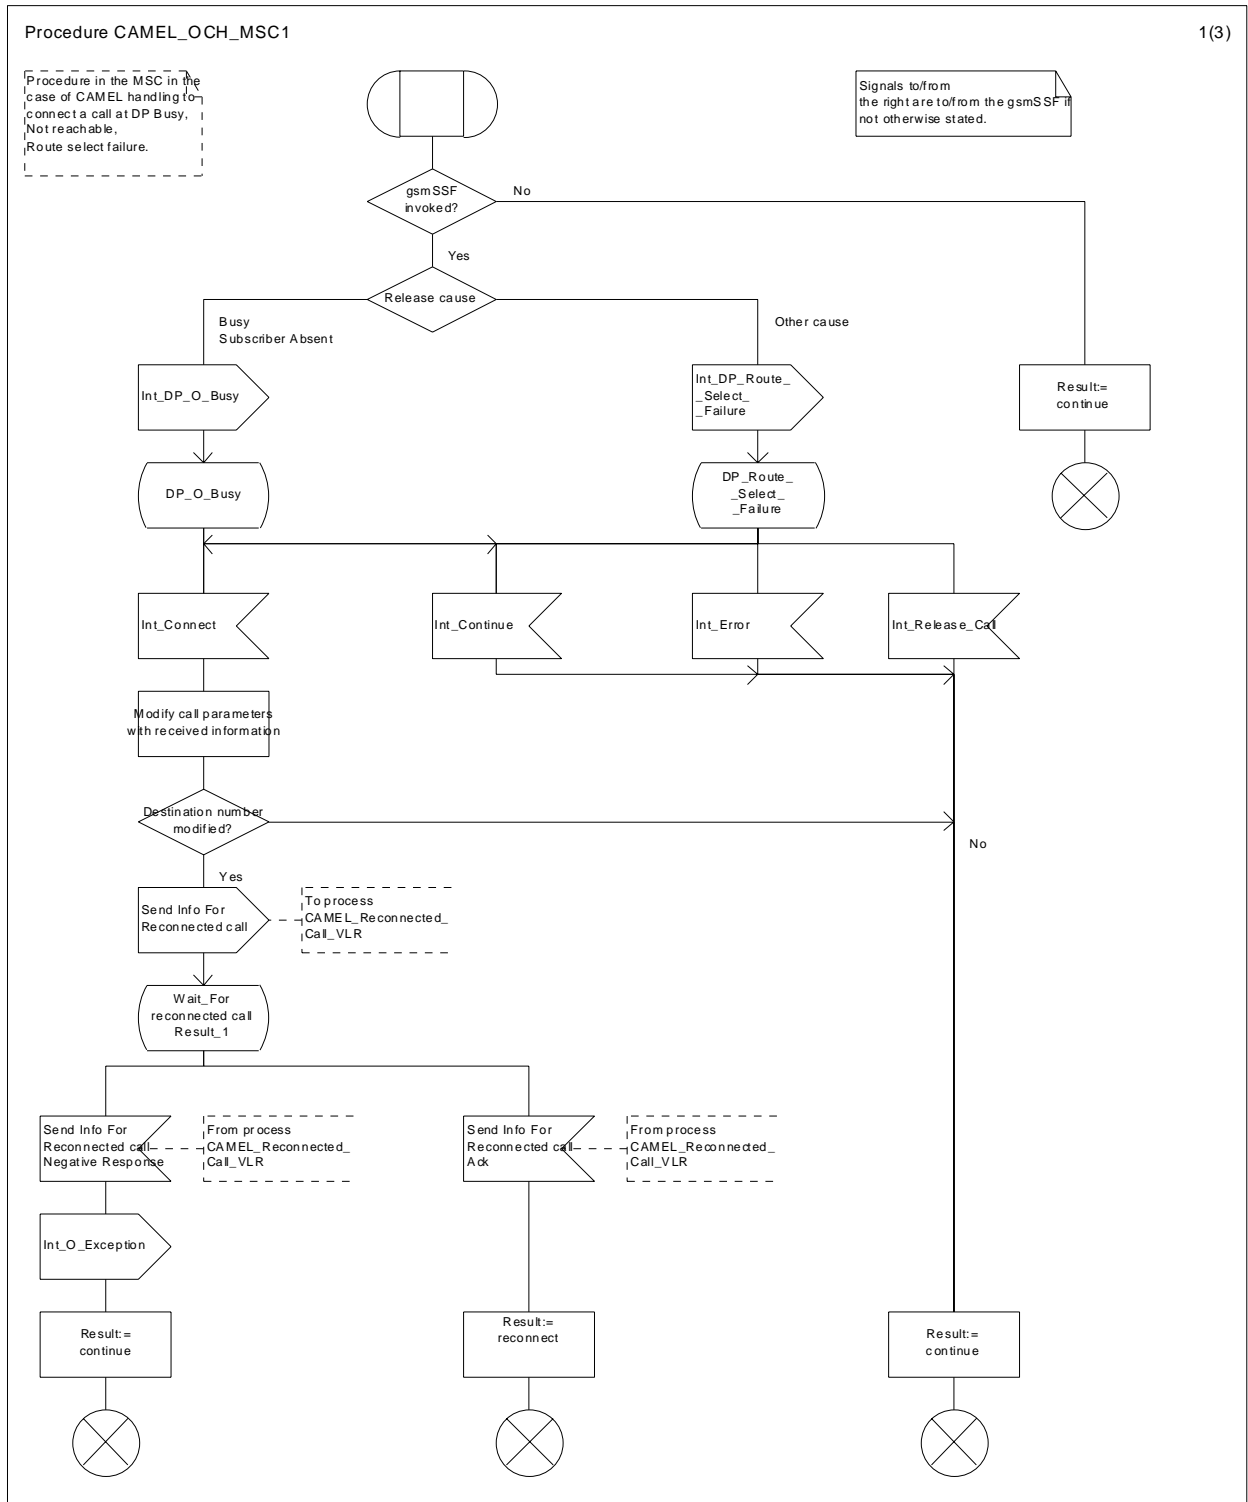 Procedure CAMEL_OCH_MSC1
1(3)
Procedure in the MSC in the
case of CAMEL handling to
connect a call at DP Busy,
Not reachable,
Route select failure.
Signals to/from
the right are to/from the gsmSSF if
not otherwise stated.
gsmSSF
invoked?
No
Yes
Release cause
Busy
Subscriber Absent
Other cause
Int_DP_O_Busy
Int_DP_Route_
_Select_
_Failure
Result:=
continue
DP_O_Busy
DP_Route_
_Select_
_Failure
Int_Connect
Int_Continue
Int_Error
Int_Release_Call
Modify call parameters
with received information
Destination number
modified?
No
Yes
Send Info For
Reconnected call
To process
CAMEL_Reconnected_
Call_VLR
Wait_For
reconnected call
Result_1
Send Info For
Reconnected call
Negative Response
From process
CAMEL_Reconnected_
Call_VLR
Send Info For
Reconnected call
Ack
From process
CAMEL_Reconnected_
Call_VLR
Int_O_Exception
Result:=
continue
Result:=
reconnect
Result:=
continue